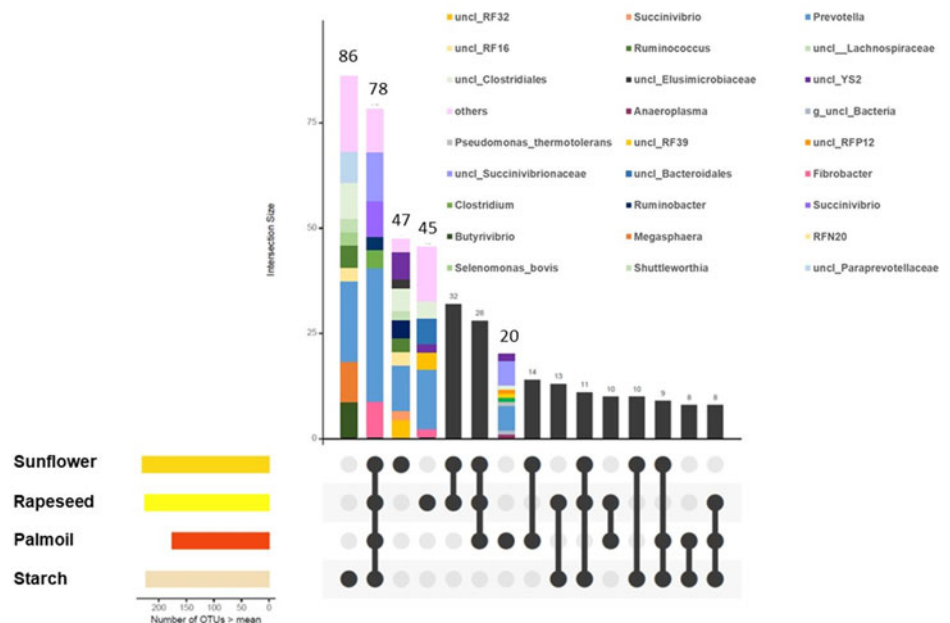 uncl_RF32 Succinivibrio Prevotella
uncl_RF16 Ruminococcus uncl__Lachnospiraceae
uncl_Clostridiales uncl_Elusimicrobiaceae uncl_YS2
others Anaeroplasma g_uncl_Bacteria
Pseudomonas_thermotolerans uncl_RF39 uncl_RFP12
uncl_Succinivibrionaceae uncl_Bacteroidales Fibrobacter
Clostridium Ruminobacter Succinivibrio
Butyrivibrio Megasphaera RFN20
Selenomonas_bovis Shuttleworthia uncl_Paraprevotellaceae
86
78
47
45
32
28
20
14
13
11
10
10
9
8
8
75
50
25
0
Intersection Size
Sunflower
Rapeseed
Palmoil
Starch
200 150 100 50 0
Number of OTUs > mean